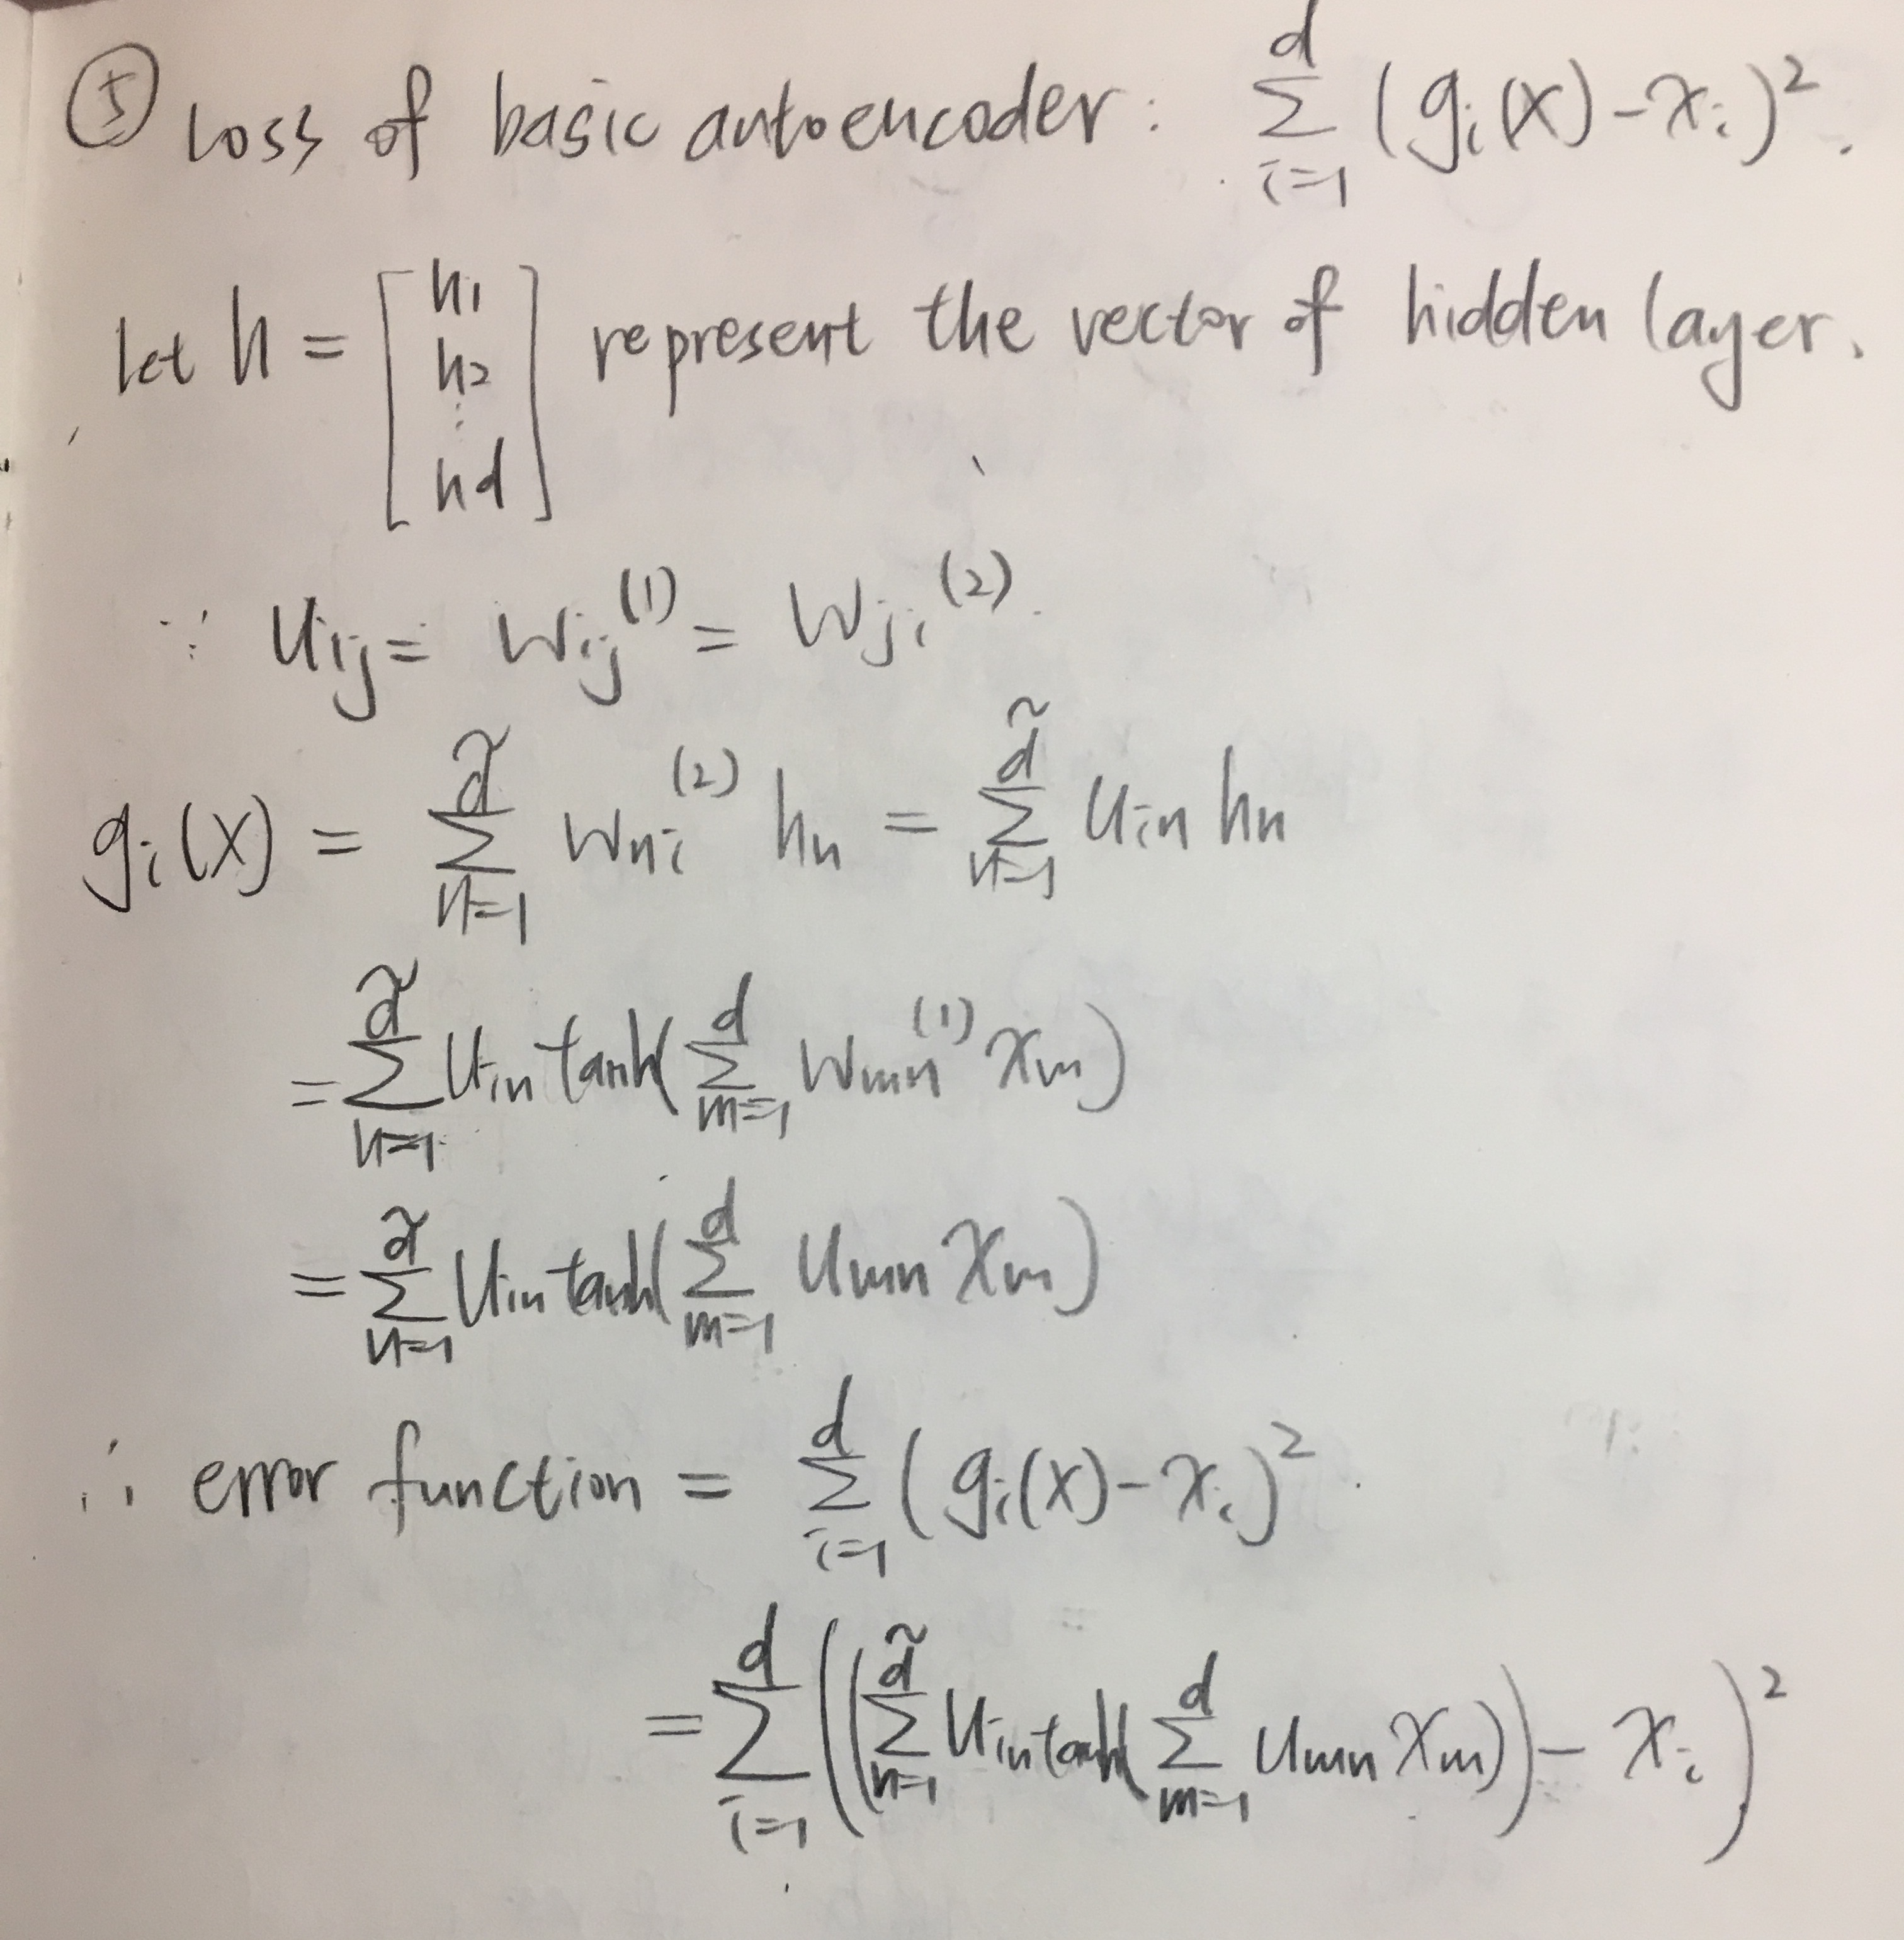 ⑤ Loss of basic autoencoder: $\sum_{i=1}^{d} (g_i(x) - x_i)^2$.
let $h = \begin{bmatrix} h_1 \\ h_2 \\ \vdots \\ h_d \end{bmatrix}$ represent the vector of hidden layer.
∵ $u_{ij} = w_{ij}^{(1)} = w_{ji}^{(2)}$.
$g_i(x) = \sum_{n=1}^{\tilde{d}} w_{ni}^{(2)} h_n = \sum_{n=1}^{\tilde{d}} u_{in} h_n$
$= \sum_{n=1}^{\tilde{d}} u_{in} \tanh(\sum_{m=1}^{d} w_{mn}^{(1)} x_m)$
$= \sum_{n=1}^{\tilde{d}} u_{in} \tanh(\sum_{m=1}^{d} u_{mn} x_m)$
∴ error function $= \sum_{i=1}^{d} (g_i(x) - x_i)^2$.
$= \sum_{i=1}^{d} \left( \left( \sum_{n=1}^{\tilde{d}} u_{in} \tanh(\sum_{m=1}^{d} u_{mn} x_m) \right) - x_i \right)^2$